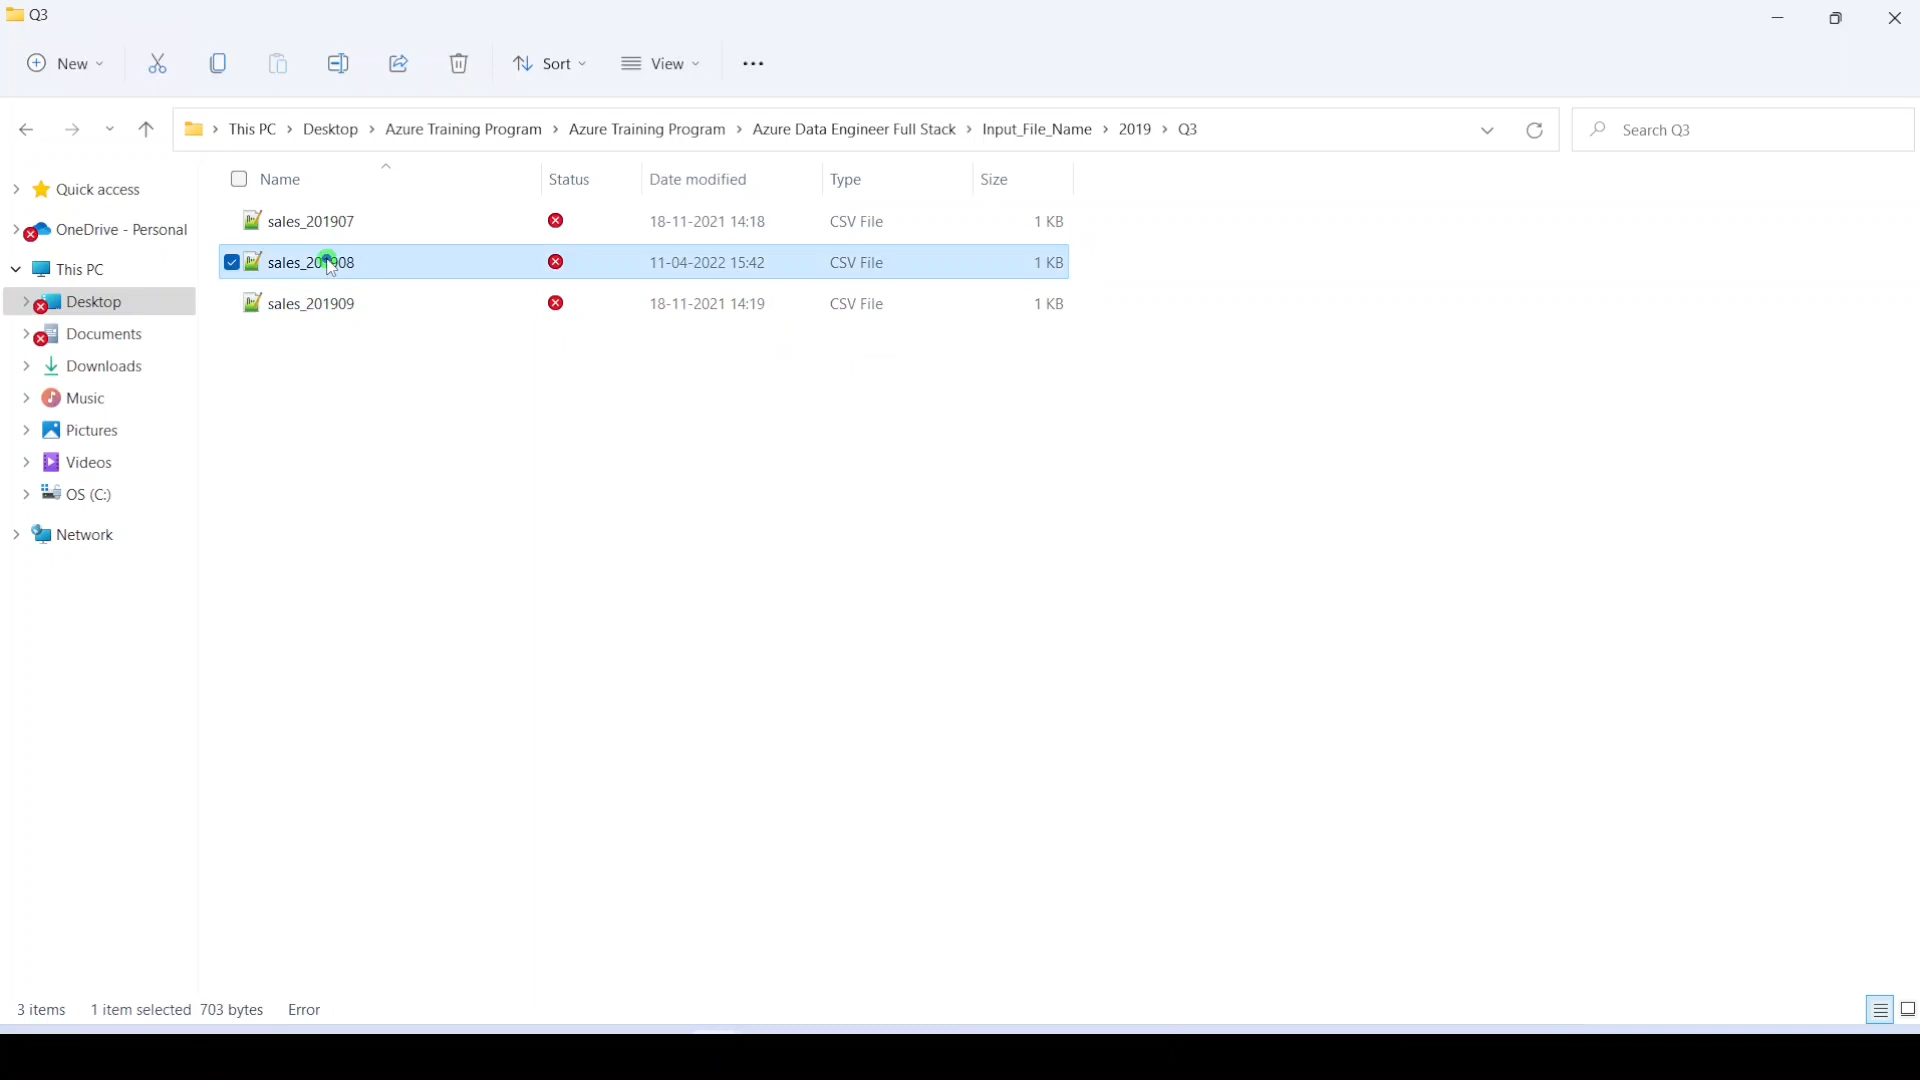 Q3
New Sort View
This PC Desktop Azure Training Program Azure Training Program Azure Data Engineer Full Stack Input_File_Name 2019 Q3 Search Q3
Name Status Date modified Type Size
Quick access
OneDrive - Personal
This PC
Desktop
Documents
Downloads
Music
Pictures
Videos
OS (C:)
Network
sales_201907 18-11-2021 14:18 CSV File 1 KB
sales_201908 11-04-2022 15:42 CSV File 1 KB
sales_201909 18-11-2021 14:19 CSV File 1 KB
3 items 1 item selected 703 bytes Error